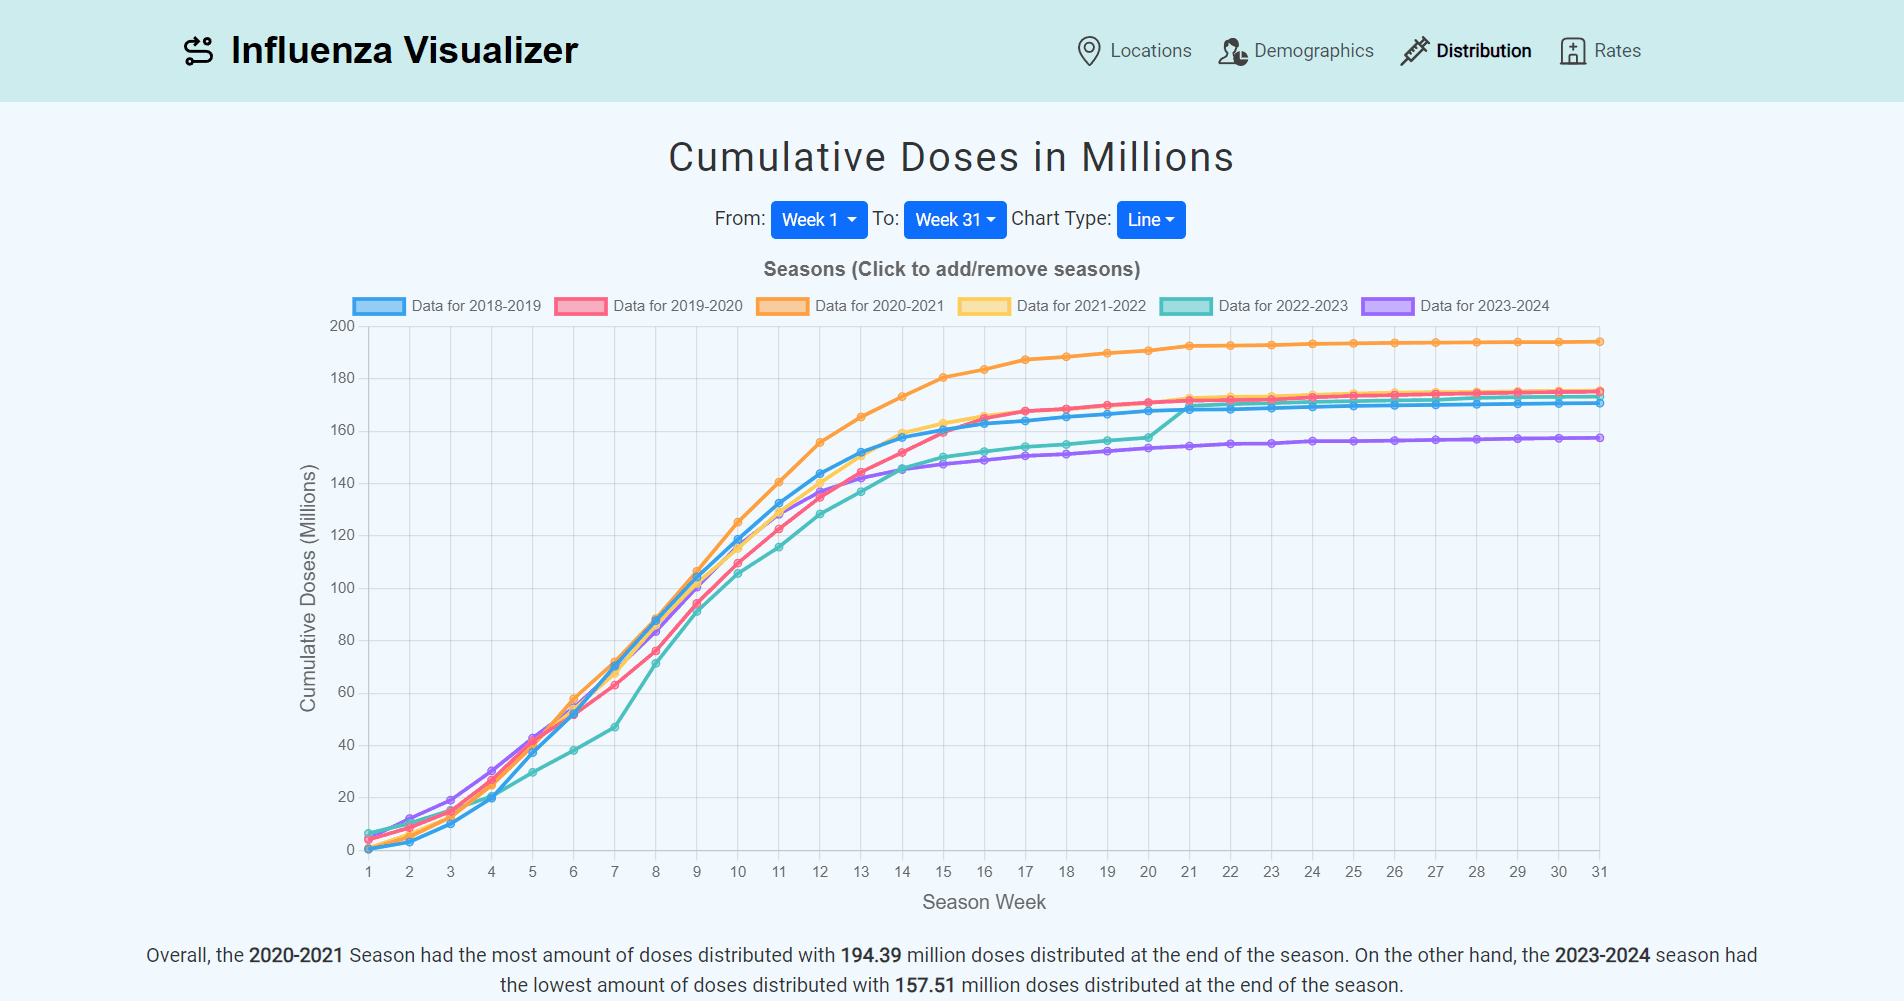 Influenza Visualizer
Locations Demographics Distribution Rates
Cumulative Doses in Millions
From: Week 1 To: Week 31 Chart Type: Line
Seasons (Click to add/remove seasons)
Data for 2018-2019 Data for 2019-2020 Data for 2020-2021 Data for 2021-2022 Data for 2022-2023 Data for 2023-2024
200
180
160
140
120
100
80
60
40
20
0
Cumulative Doses (Millions)
1 2 3 4 5 6 7 8 9 10 11 12 13 14 15 16 17 18 19 20 21 22 23 24 25 26 27 28 29 30 31
Season Week
Overall, the 2020-2021 Season had the most amount of doses distributed with 194.39 million doses distributed at the end of the season. On the other hand, the 2023-2024 season had
the lowest amount of doses distributed with 157.51 million doses distributed at the end of the season.